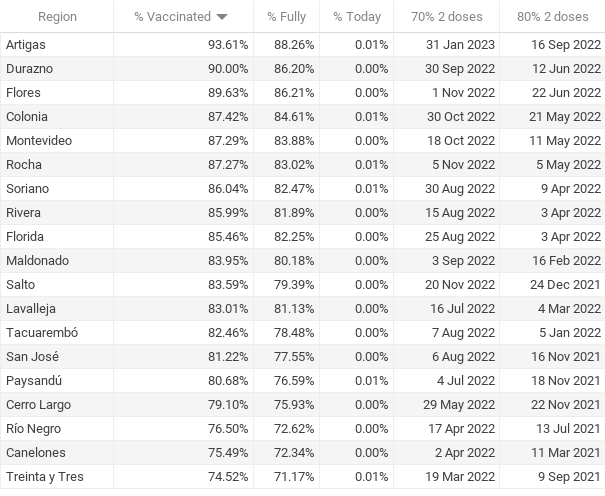 Region % Vaccinated % Fully % Today 70% 2 doses 80% 2 doses
Artigas 93.61% 88.26% 0.01% 31 Jan 2023 16 Sep 2022
Durazno 90.00% 86.20% 0.00% 30 Sep 2022 12 Jun 2022
Flores 89.63% 86.21% 0.00% 1 Nov 2022 22 Jun 2022
Colonia 87.42% 84.61% 0.01% 30 Oct 2022 21 May 2022
Montevideo 87.29% 83.88% 0.00% 18 Oct 2022 11 May 2022
Rocha 87.27% 83.02% 0.01% 5 Nov 2022 5 May 2022
Soriano 86.04% 82.47% 0.01% 30 Aug 2022 9 Apr 2022
Rivera 85.99% 81.89% 0.00% 15 Aug 2022 3 Apr 2022
Florida 85.46% 82.25% 0.00% 25 Aug 2022 3 Apr 2022
Maldonado 83.95% 80.18% 0.00% 3 Sep 2022 16 Feb 2022
Salto 83.59% 79.39% 0.00% 20 Nov 2022 24 Dec 2021
Lavalleja 83.01% 81.13% 0.00% 16 Jul 2022 4 Mar 2022
Tacuarembó 82.46% 78.48% 0.00% 7 Aug 2022 5 Jan 2022
San José 81.22% 77.55% 0.00% 6 Aug 2022 16 Nov 2021
Paysandú 80.68% 76.59% 0.01% 4 Jul 2022 18 Nov 2021
Cerro Largo 79.10% 75.93% 0.00% 29 May 2022 22 Nov 2021
Río Negro 76.50% 72.62% 0.00% 17 Apr 2022 13 Jul 2021
Canelones 75.49% 72.34% 0.00% 2 Apr 2022 11 Mar 2021
Treinta y Tres 74.52% 71.17% 0.01% 19 Mar 2022 9 Sep 2021